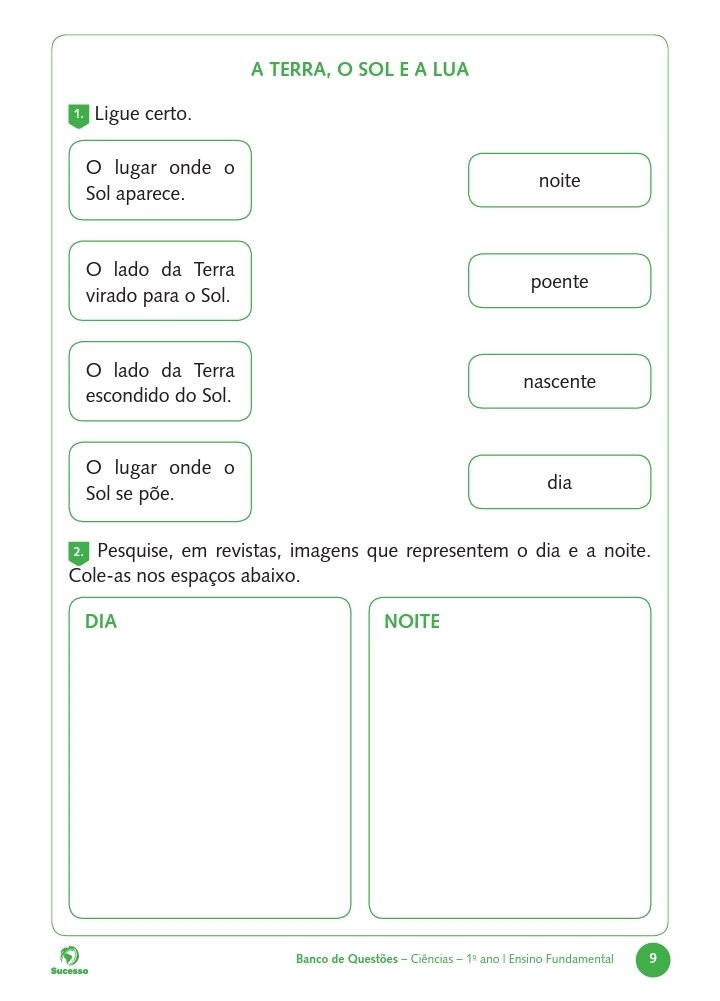 A TERRA, O SOL E A LUA
1. Ligue certo.
O lugar onde o
Sol aparece.
noite
O lado da Terra
virado para o Sol.
poente
O lado da Terra
escondido do Sol.
nascente
O lugar onde o
Sol se põe.
dia
2. Pesquise, em revistas, imagens que representem o dia e a noite.
Cole-as nos espaços abaixo.
DIA
NOITE
Sucesso
Banco de Questões – Ciências – 1º ano I Ensino Fundamental
9